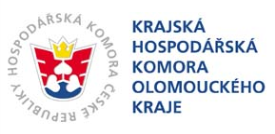 HOSPODÁŘSKÁ KOMORA ČESKÉ REPUBLIKY
KRAJSKÁ
HOSPODÁŘSKÁ
KOMORA
OLOMOUCKÉHO
KRAJE